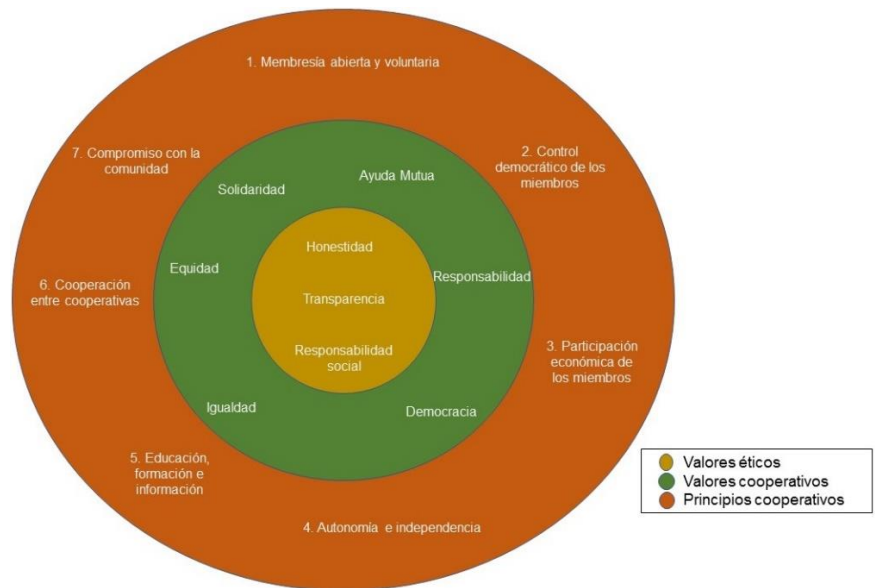 1. Membresía abierta y voluntaria
2. Control
democrático de los
miembros
3. Participación
económica de
los miembros
4. Autonomía e independencia
5. Educación,
formación e
información
6. Cooperación
entre cooperativas
7. Compromiso con la
comunidad
Ayuda Mutua
Responsabilidad
Democracia
Igualdad
Equidad
Solidaridad
Honestidad
Transparencia
Responsabilidad
social
Valores éticos
Valores cooperativos
Principios cooperativos